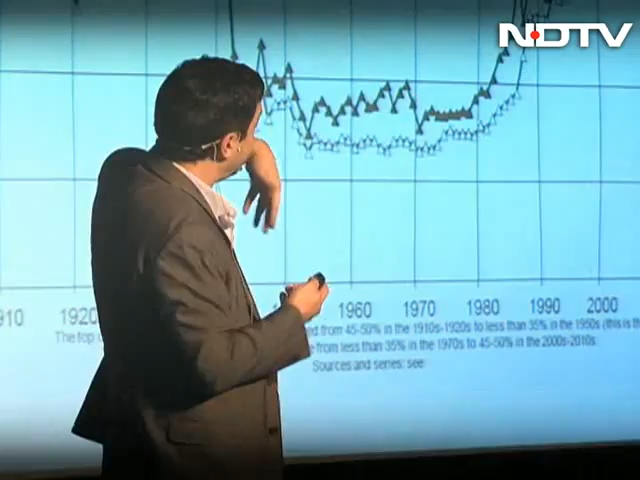 NDTV
1910 1920 1960 1970 1980 1990 2000
The top d from 45-50% in the 1910s-1920s to less than 35% in the 1950s (this is th
e from less than 35% in the 1970s to 45-50% in the 2000s-2010s.
Sources and series: see